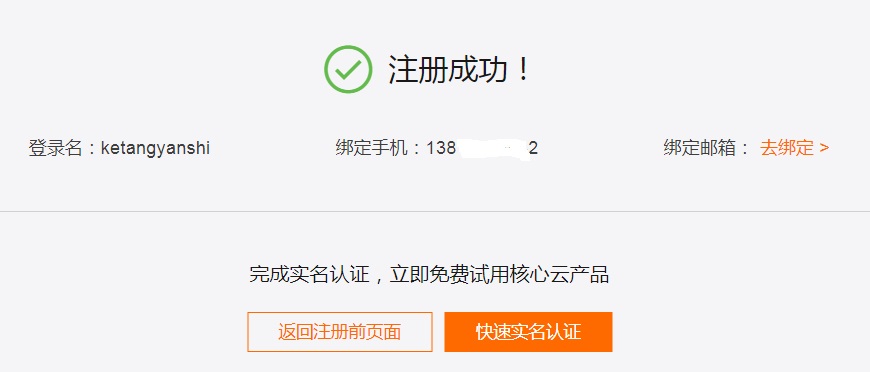 注册成功！
登录名：ketangyanshi 绑定手机：138 2 绑定邮箱： 去绑定 >
完成实名认证，立即免费试用核心云产品
返回注册前页面 快速实名认证